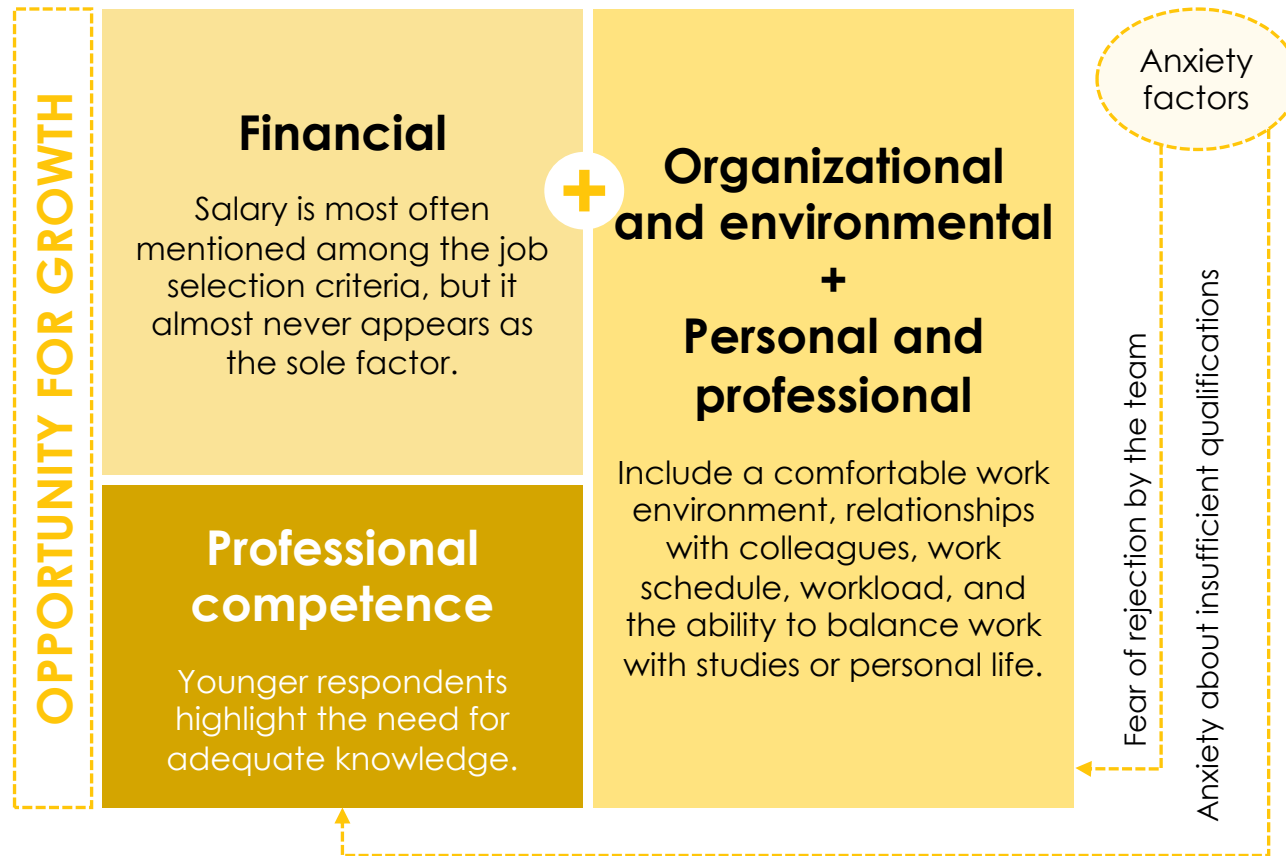 OPPORTUNITY FOR GROWTH
Financial
Salary is most often
mentioned among the job
selection criteria, but it
almost never appears as
the sole factor.
Professional
competence
Younger respondents
highlight the need for
adequate knowledge.
+
Organizational
and environmental
+
Personal and
professional
Include a comfortable work
environment, relationships
with colleagues, work
schedule, workload, and
the ability to balance work
with studies or personal life.
Anxiety
factors
Fear of rejection by the team
Anxiety about insufficient qualifications